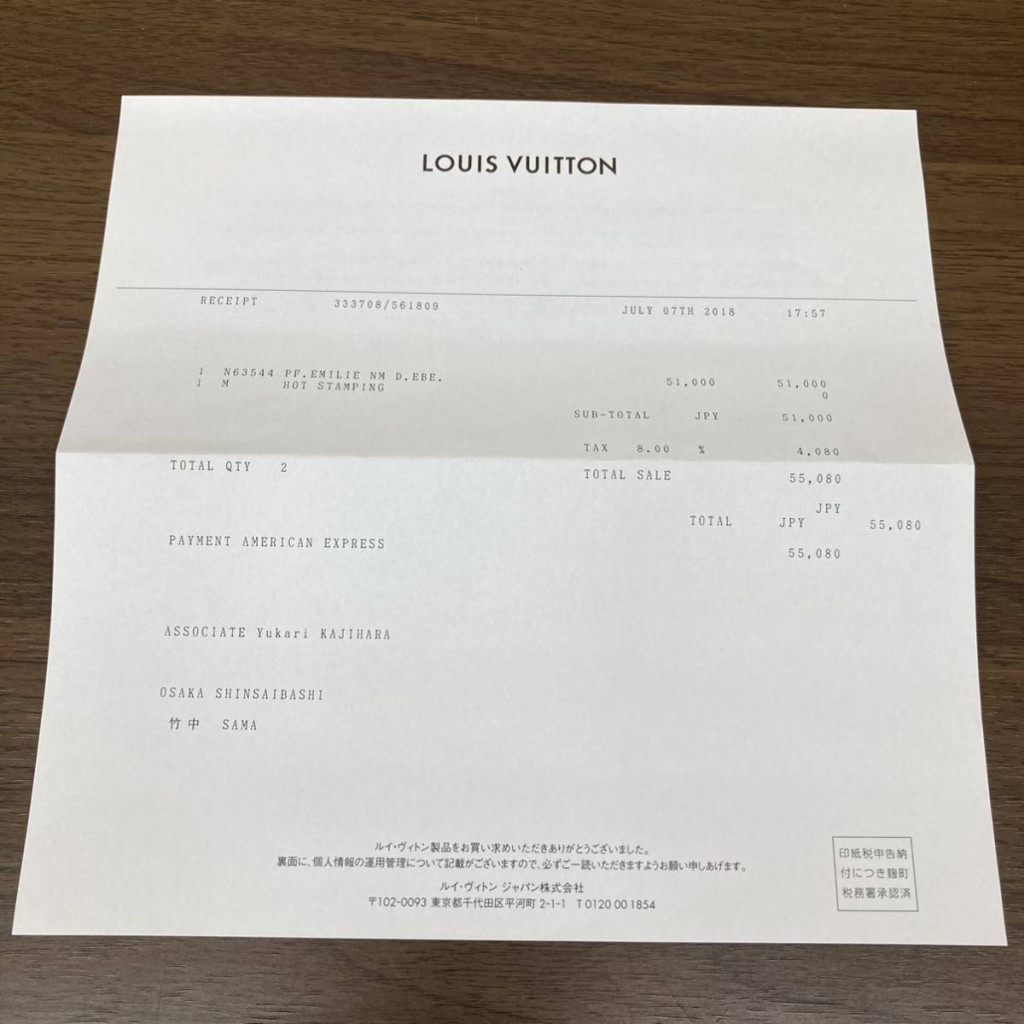 LOUIS VUITTON
RECEIPT 333708/561809 JULY 07TH 2018 17:57
1 N63544 PF.EMILIE NM D.EBE. 51,000 51,000
1 M HOT STAMPING 0
SUB-TOTAL JPY 51,000
TAX 8.00 % 4,080
TOTAL QTY 2 TOTAL SALE 55,080
JPY
TOTAL JPY 55,080
PAYMENT AMERICAN EXPRESS 55,080
ASSOCIATE Yukari KAJIHARA
OSAKA SHINSAIBASHI
竹中 SAMA
ルイ・ヴィトン製品をお買い求めいただきありがとうございました。
裏面に、個人情報の運用管理について記載がございますので、必ずご一読いただきますようお願い申しあげます。
ルイ・ヴィトン ジャパン株式会社
〒102-0093 東京都千代田区平河町 2-1-1 T 0120 00 1854
印紙税申告納
付につき麹町
税務署承認済